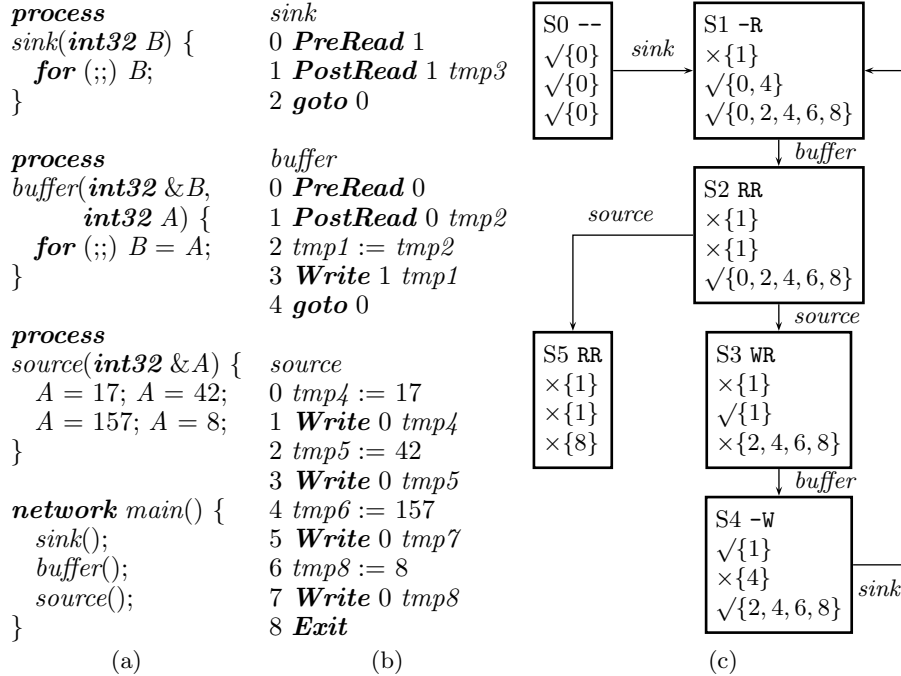 process
sink(int32 B) {
for (;;) B;
}
process
buffer(int32 &B,
int32 A) {
for (;;) B = A;
}
process
source(int32 &A) {
A = 17; A = 42;
A = 157; A = 8;
}
network main() {
sink();
buffer();
source();
}
(a)
sink
0 PreRead 1
1 PostRead 1 tmp3
2 goto 0
buffer
0 PreRead 0
1 PostRead 0 tmp2
2 tmp1 := tmp2
3 Write 1 tmp1
4 goto 0
source
0 tmp4 := 17
1 Write 0 tmp4
2 tmp5 := 42
3 Write 0 tmp5
4 tmp6 := 157
5 Write 0 tmp7
6 tmp8 := 8
7 Write 0 tmp8
8 Exit
(b)
S0 --
√{0}
√{0}
√{0}
sink
S1 -R
×{1}
√{0, 4}
√{0, 2, 4, 6, 8}
buffer
S2 RR
×{1}
×{1}
√{0, 2, 4, 6, 8}
source
source
S5 RR
×{1}
×{1}
×{8}
S3 WR
×{1}
√{1}
×{2, 4, 6, 8}
buffer
S4 -W
√{1}
×{4}
√{2, 4, 6, 8}
sink
(c)